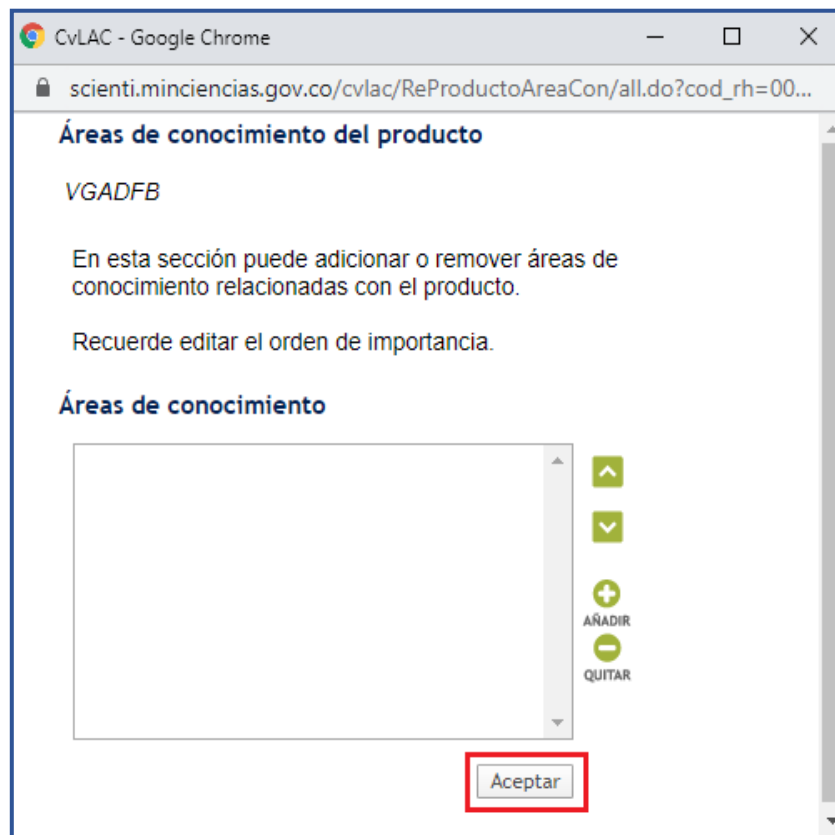 CvLAC - Google Chrome
scienti.minciencias.gov.co/cvlac/ReProductoAreaCon/all.do?cod_rh=00...
Áreas de conocimiento del producto
VGADFB
En esta sección puede adicionar o remover áreas de
conocimiento relacionadas con el producto.
Recuerde editar el orden de importancia.
Áreas de conocimiento
AÑADIR
QUITAR
Aceptar